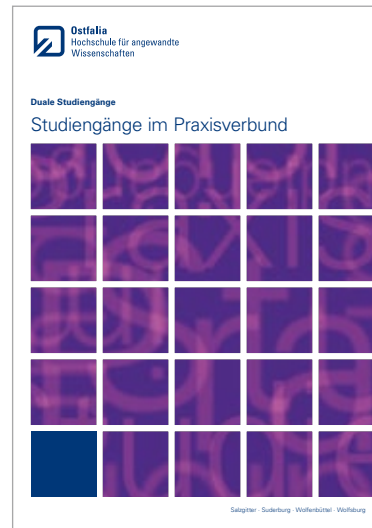 Ostfalia
Hochschule für angewandte
Wissenschaften
Duale Studiengänge
Studiengänge im Praxisverbund
Salzgitter · Suderburg · Wolfenbüttel · Wolfsburg